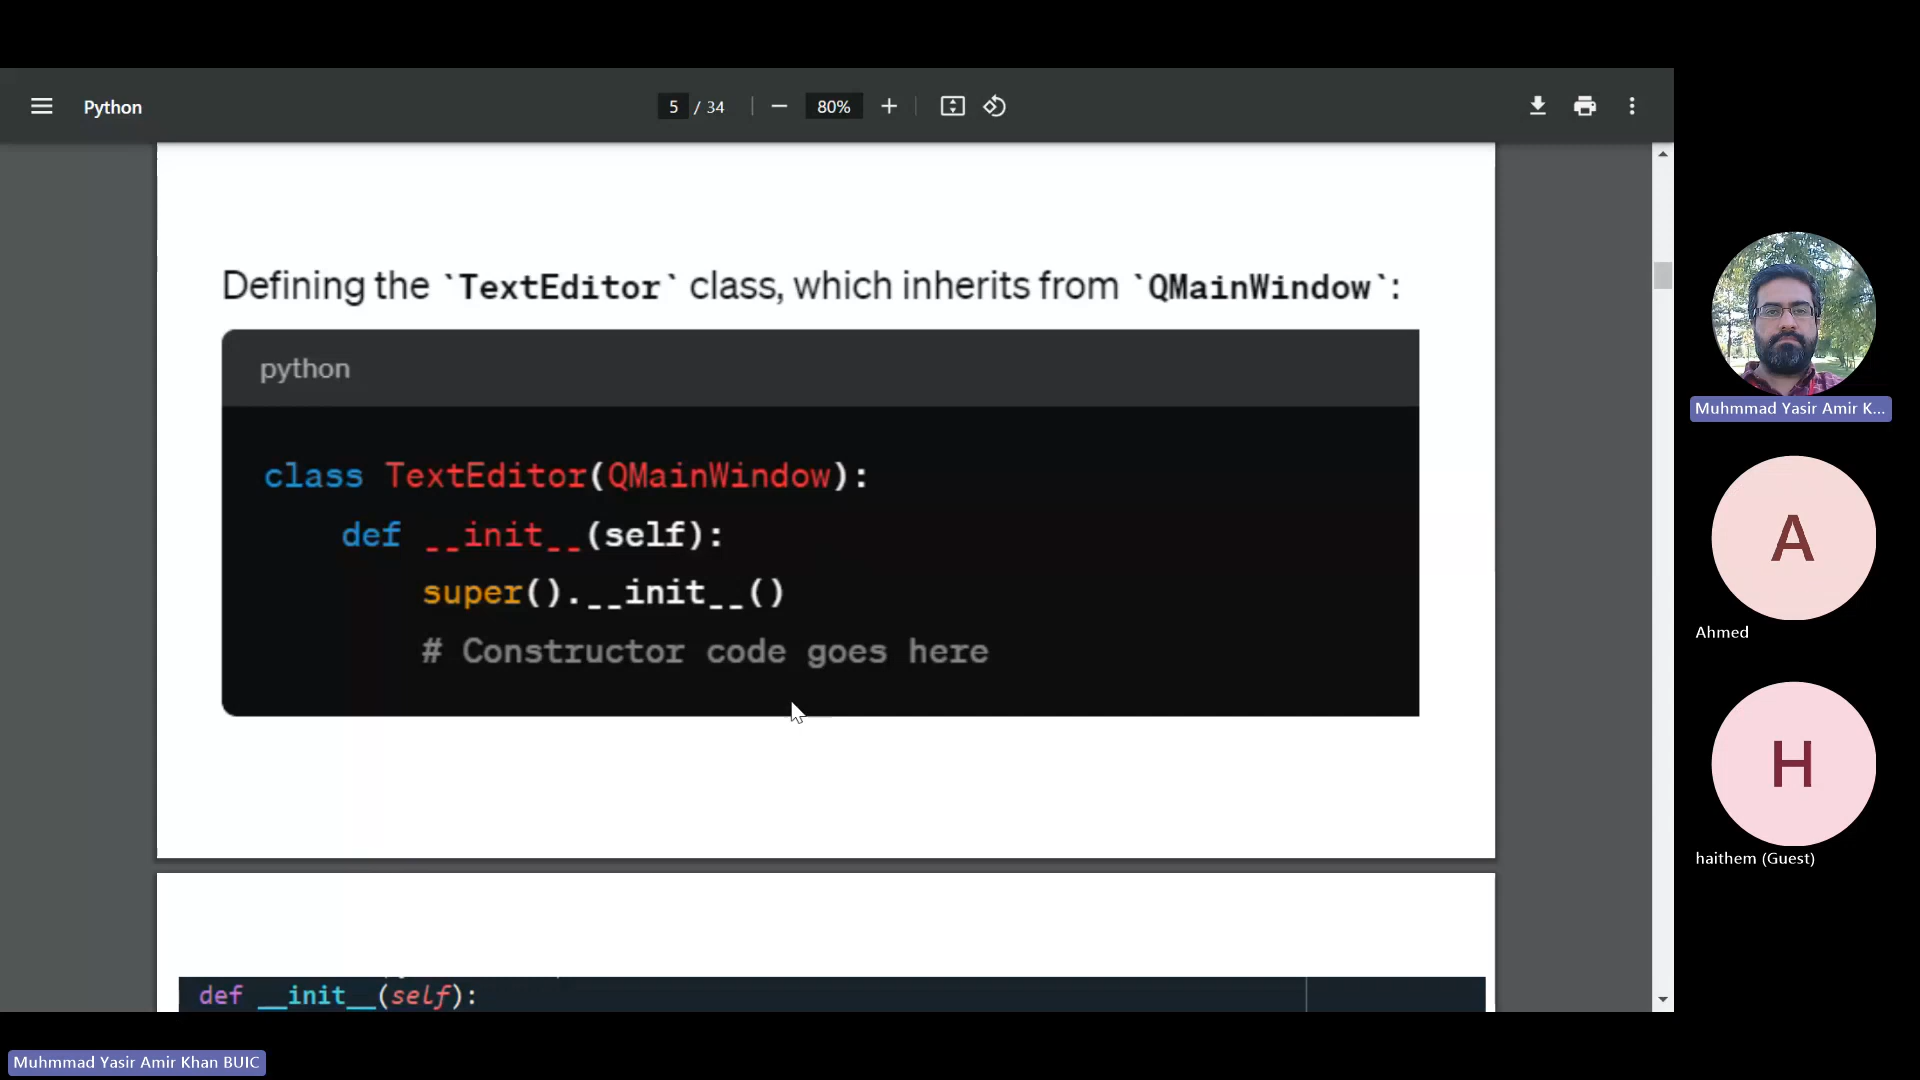 Python
5 / 34
80%
Defining the `TextEditor` class, which inherits from `QMainWindow`:
python
class TextEditor(QMainWindow):
def __init__(self):
super().__init__()
# Constructor code goes here
def __init__(self):
Muhmmad Yasir Amir K...
A
Ahmed
H
haithem (Guest)
Muhmmad Yasir Amir Khan BUIC